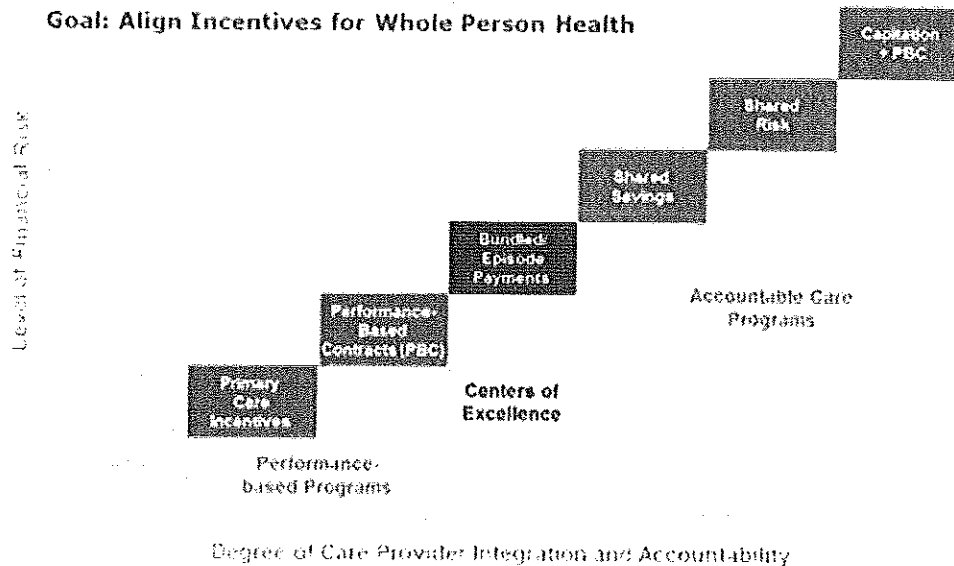 Goal: Align Incentives for Whole Person Health
Capitation
+ PBC
Shared
Risk
Shared
Savings
Bundled/
Episode
Payments
Performance-
Based
Contracts (PBC)
Primary
Care
Incentives
Accountable Care
Programs
Centers of
Excellence
Performance-
based Programs
Level of Financial Risk
Degree of Care Provider Integration and Accountability